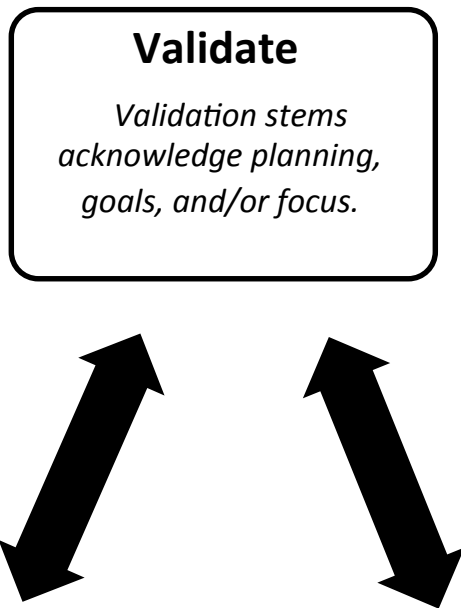 Validate
Validation stems
acknowledge planning,
goals, and/or focus.